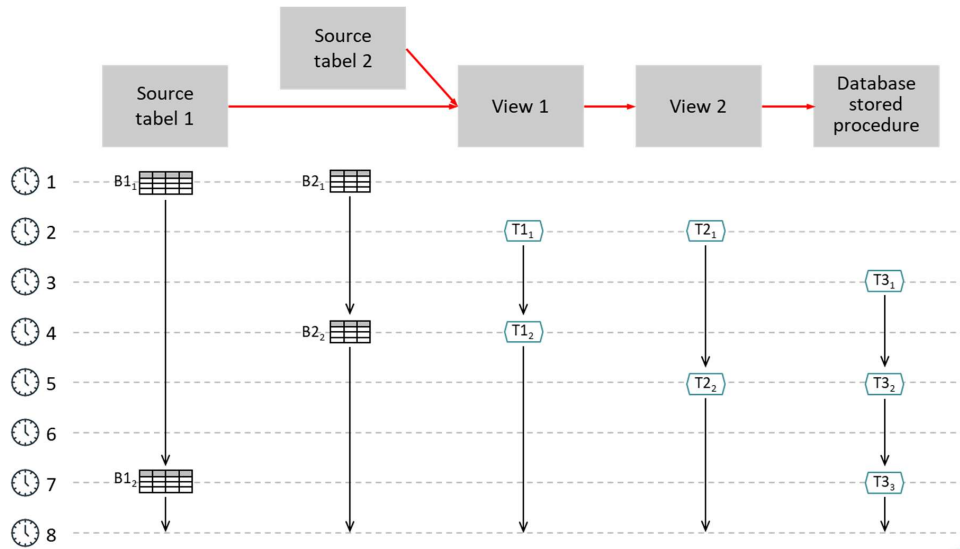 Source
tabel 2
Source
tabel 1
View 1
View 2
Database
stored
procedure
1
B1₁
B2₁
2
T1₁
T2₁
3
T3₁
4
B2₂
T1₂
5
T2₂
T3₂
6
7
B1₂
T3₃
8